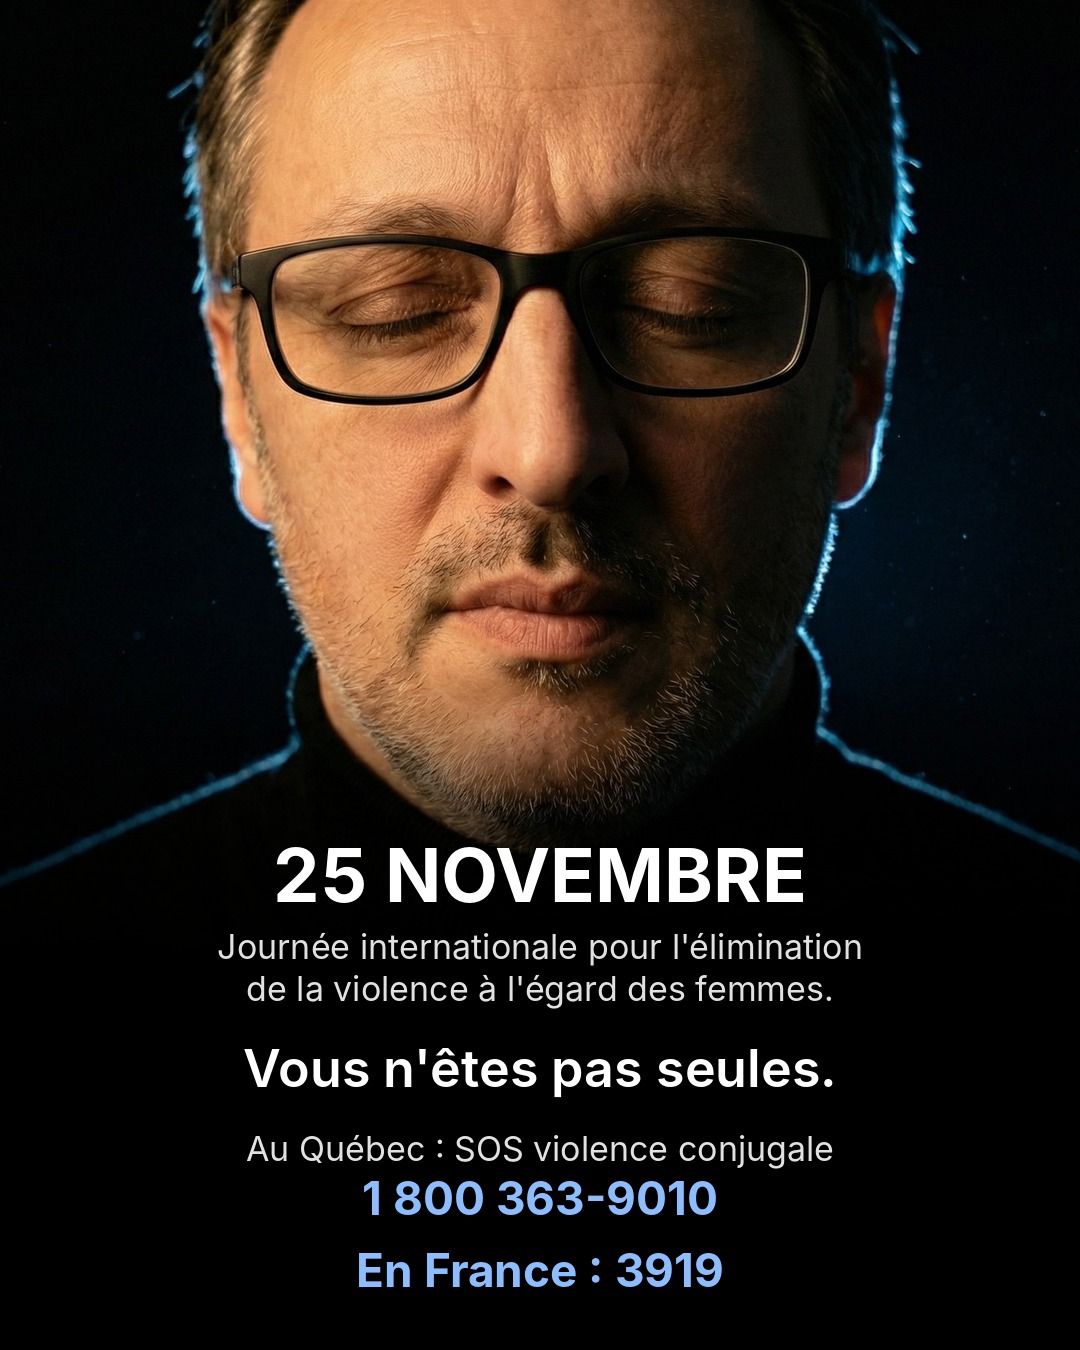 25 NOVEMBRE
Journée internationale pour l'élimination
de la violence à l'égard des femmes.
Vous n'êtes pas seules.
Au Québec : SOS violence conjugale
1 800 363-9010
En France : 3919